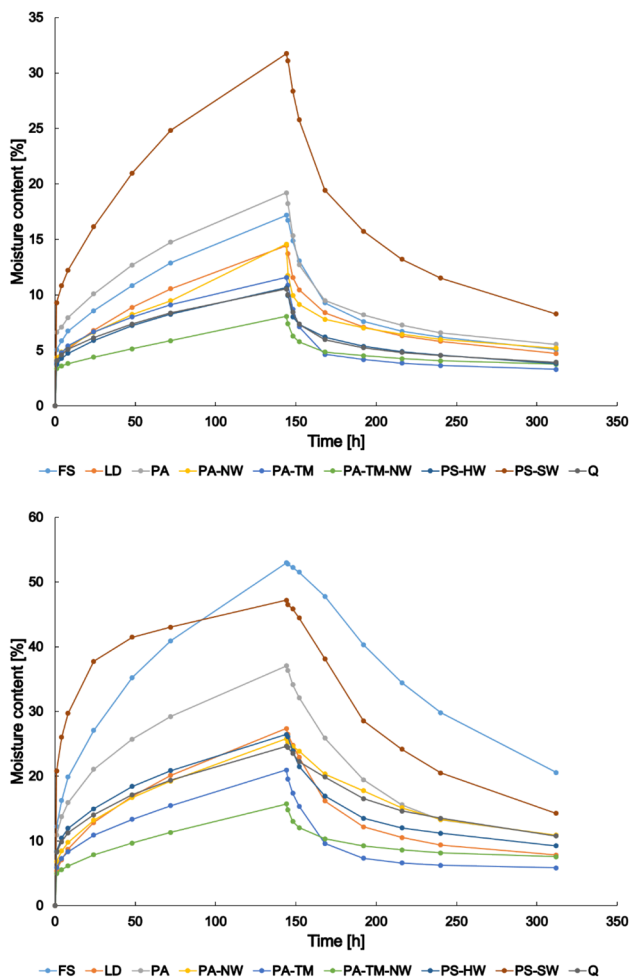 35
30
25
20
15
10
5
0
Moisture content [%]
0 50 100 150 200 250 300 350
Time [h]
FS LD PA PA-NW PA-TM PA-TM-NW PS-HW PS-SW Q
60
50
40
30
20
10
0
Moisture content [%]
0 50 100 150 200 250 300 350
Time [h]
FS LD PA PA-NW PA-TM PA-TM-NW PS-HW PS-SW Q